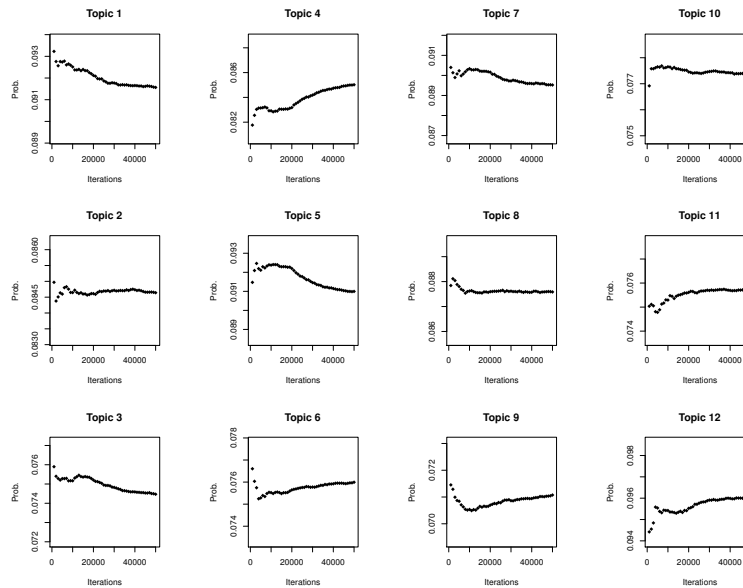 Topic 1
Prob.
0.089 0.091 0.093
0 20000 40000
Iterations
Topic 4
Prob.
0.082 0.086
0 20000 40000
Iterations
Topic 7
Prob.
0.087 0.089 0.091
0 20000 40000
Iterations
Topic 10
Prob.
0.075 0.077
0 20000 40000
Iterations
Topic 2
Prob.
0.0830 0.0845 0.0860
0 20000 40000
Iterations
Topic 5
Prob.
0.089 0.091 0.093
0 20000 40000
Iterations
Topic 8
Prob.
0.086 0.088
0 20000 40000
Iterations
Topic 11
Prob.
0.074 0.076
0 20000 40000
Iterations
Topic 3
Prob.
0.072 0.074 0.076
0 20000 40000
Iterations
Topic 6
Prob.
0.074 0.076 0.078
0 20000 40000
Iterations
Topic 9
Prob.
0.070 0.072
0 20000 40000
Iterations
Topic 12
Prob.
0.094 0.096 0.098
0 20000 40000
Iterations